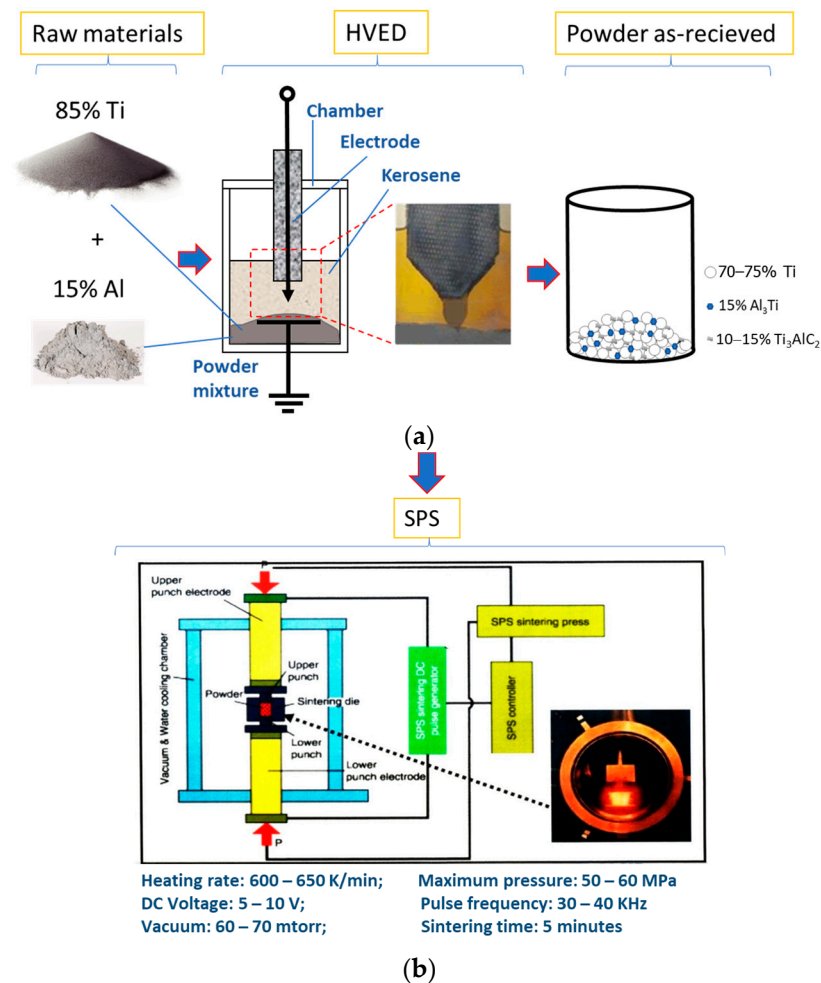 Raw materials
HVED
Powder as-recieved
85% Ti
+
15% Al
Chamber
Electrode
Kerosene
Powder
mixture
70–75% Ti
15% Al₃Ti
10–15% Ti₃AlC₂
(a)
SPS
P
Upper
punch electrode
Vacuum & Water cooling chamber
Upper
punch
Powder
Sintering die
Lower
punch
Lower
punch electrode
P
SPS sintering DC
pulse generator
SPS sintering press
SPS controller
Heating rate: 600 – 650 K/min;
Maximum pressure: 50 – 60 MPa
DC Voltage: 5 – 10 V;
Pulse frequency: 30 – 40 KHz
Vacuum: 60 – 70 mtorr;
Sintering time: 5 minutes
(b)